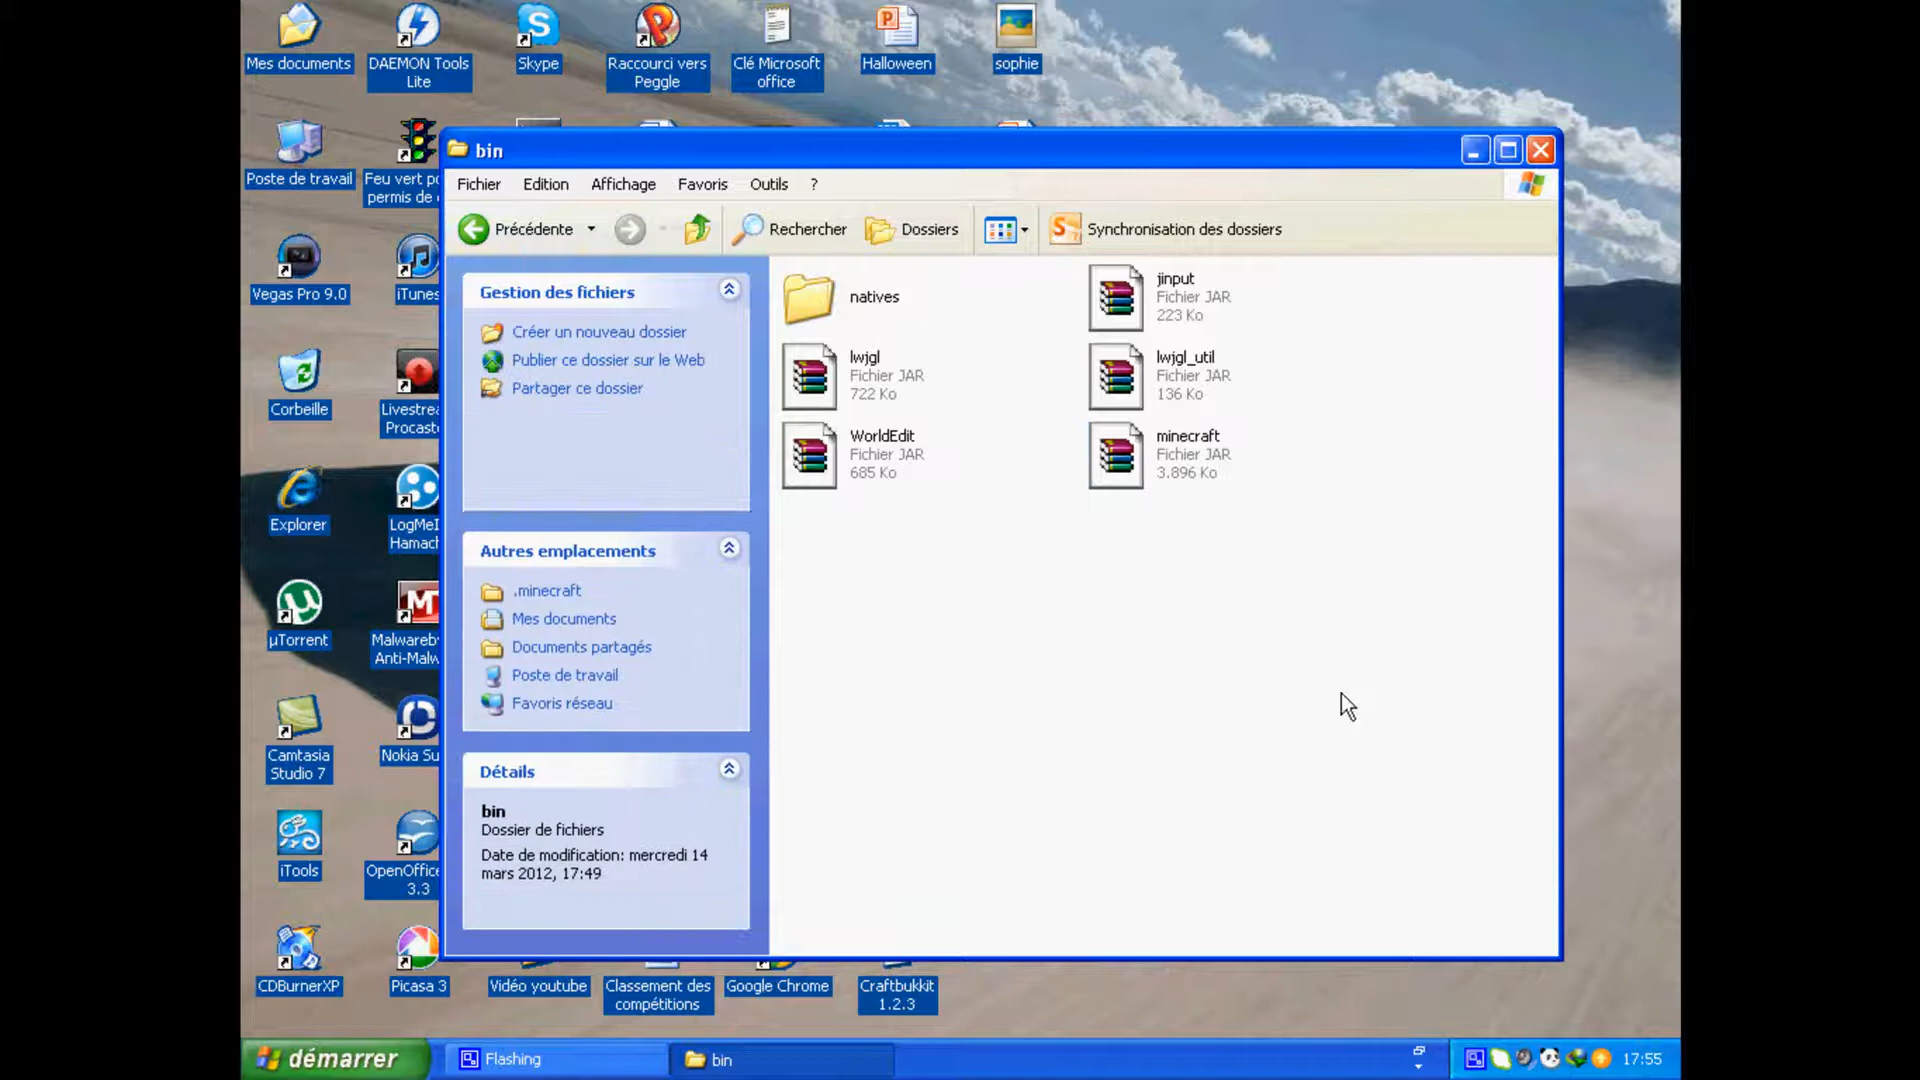 Mes documents
DAEMON Tools
Lite
Skype
Raccourci vers
Peggle
Clé Microsoft
office
Halloween
sophie
Poste de travail
Feu vert
permis de
Vegas Pro 9.0
iTunes
Corbeille
Explorer
LogMeI
Hamach
µTorrent
Malwareb
Anti-Malw
Camtasia
Studio 7
Nokia Su
iTools
OpenOffice
3.3
CDBurnerXP
Picasa 3
Vidéo youtube
Classement des
compétitions
Google Chrome
Craftbukkit
1.2.3
Livestrea
Procast
bin
Fichier
Edition
Affichage
Favoris
Outils
?
Précédente
Rechercher
Dossiers
Synchronisation des dossiers
Gestion des fichiers
Créer un nouveau dossier
Publier ce dossier sur le Web
Partager ce dossier
Autres emplacements
.minecraft
Mes documents
Documents partagés
Poste de travail
Favoris réseau
Détails
bin
Dossier de fichiers
Date de modification: mercredi 14
mars 2012, 17:49
natives
jinput
Fichier JAR
223 Ko
lwjgl
Fichier JAR
722 Ko
lwjgl_util
Fichier JAR
136 Ko
WorldEdit
Fichier JAR
685 Ko
minecraft
Fichier JAR
3.896 Ko
démarrer
Flashing
bin
17:55